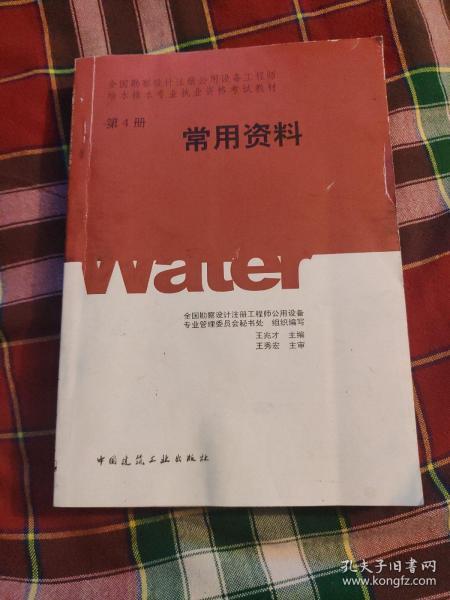 全国勘察设计注册公用设备工程师
给水排水专业执业资格考试教材
第4册
常用资料
water
全国勘察设计注册工程师公用设备
专业管理委员会秘书处 组织编写
王兆才 主编
王秀宏 主审
中国建筑工业出版社
孔夫子旧书网
www.kongfz.com